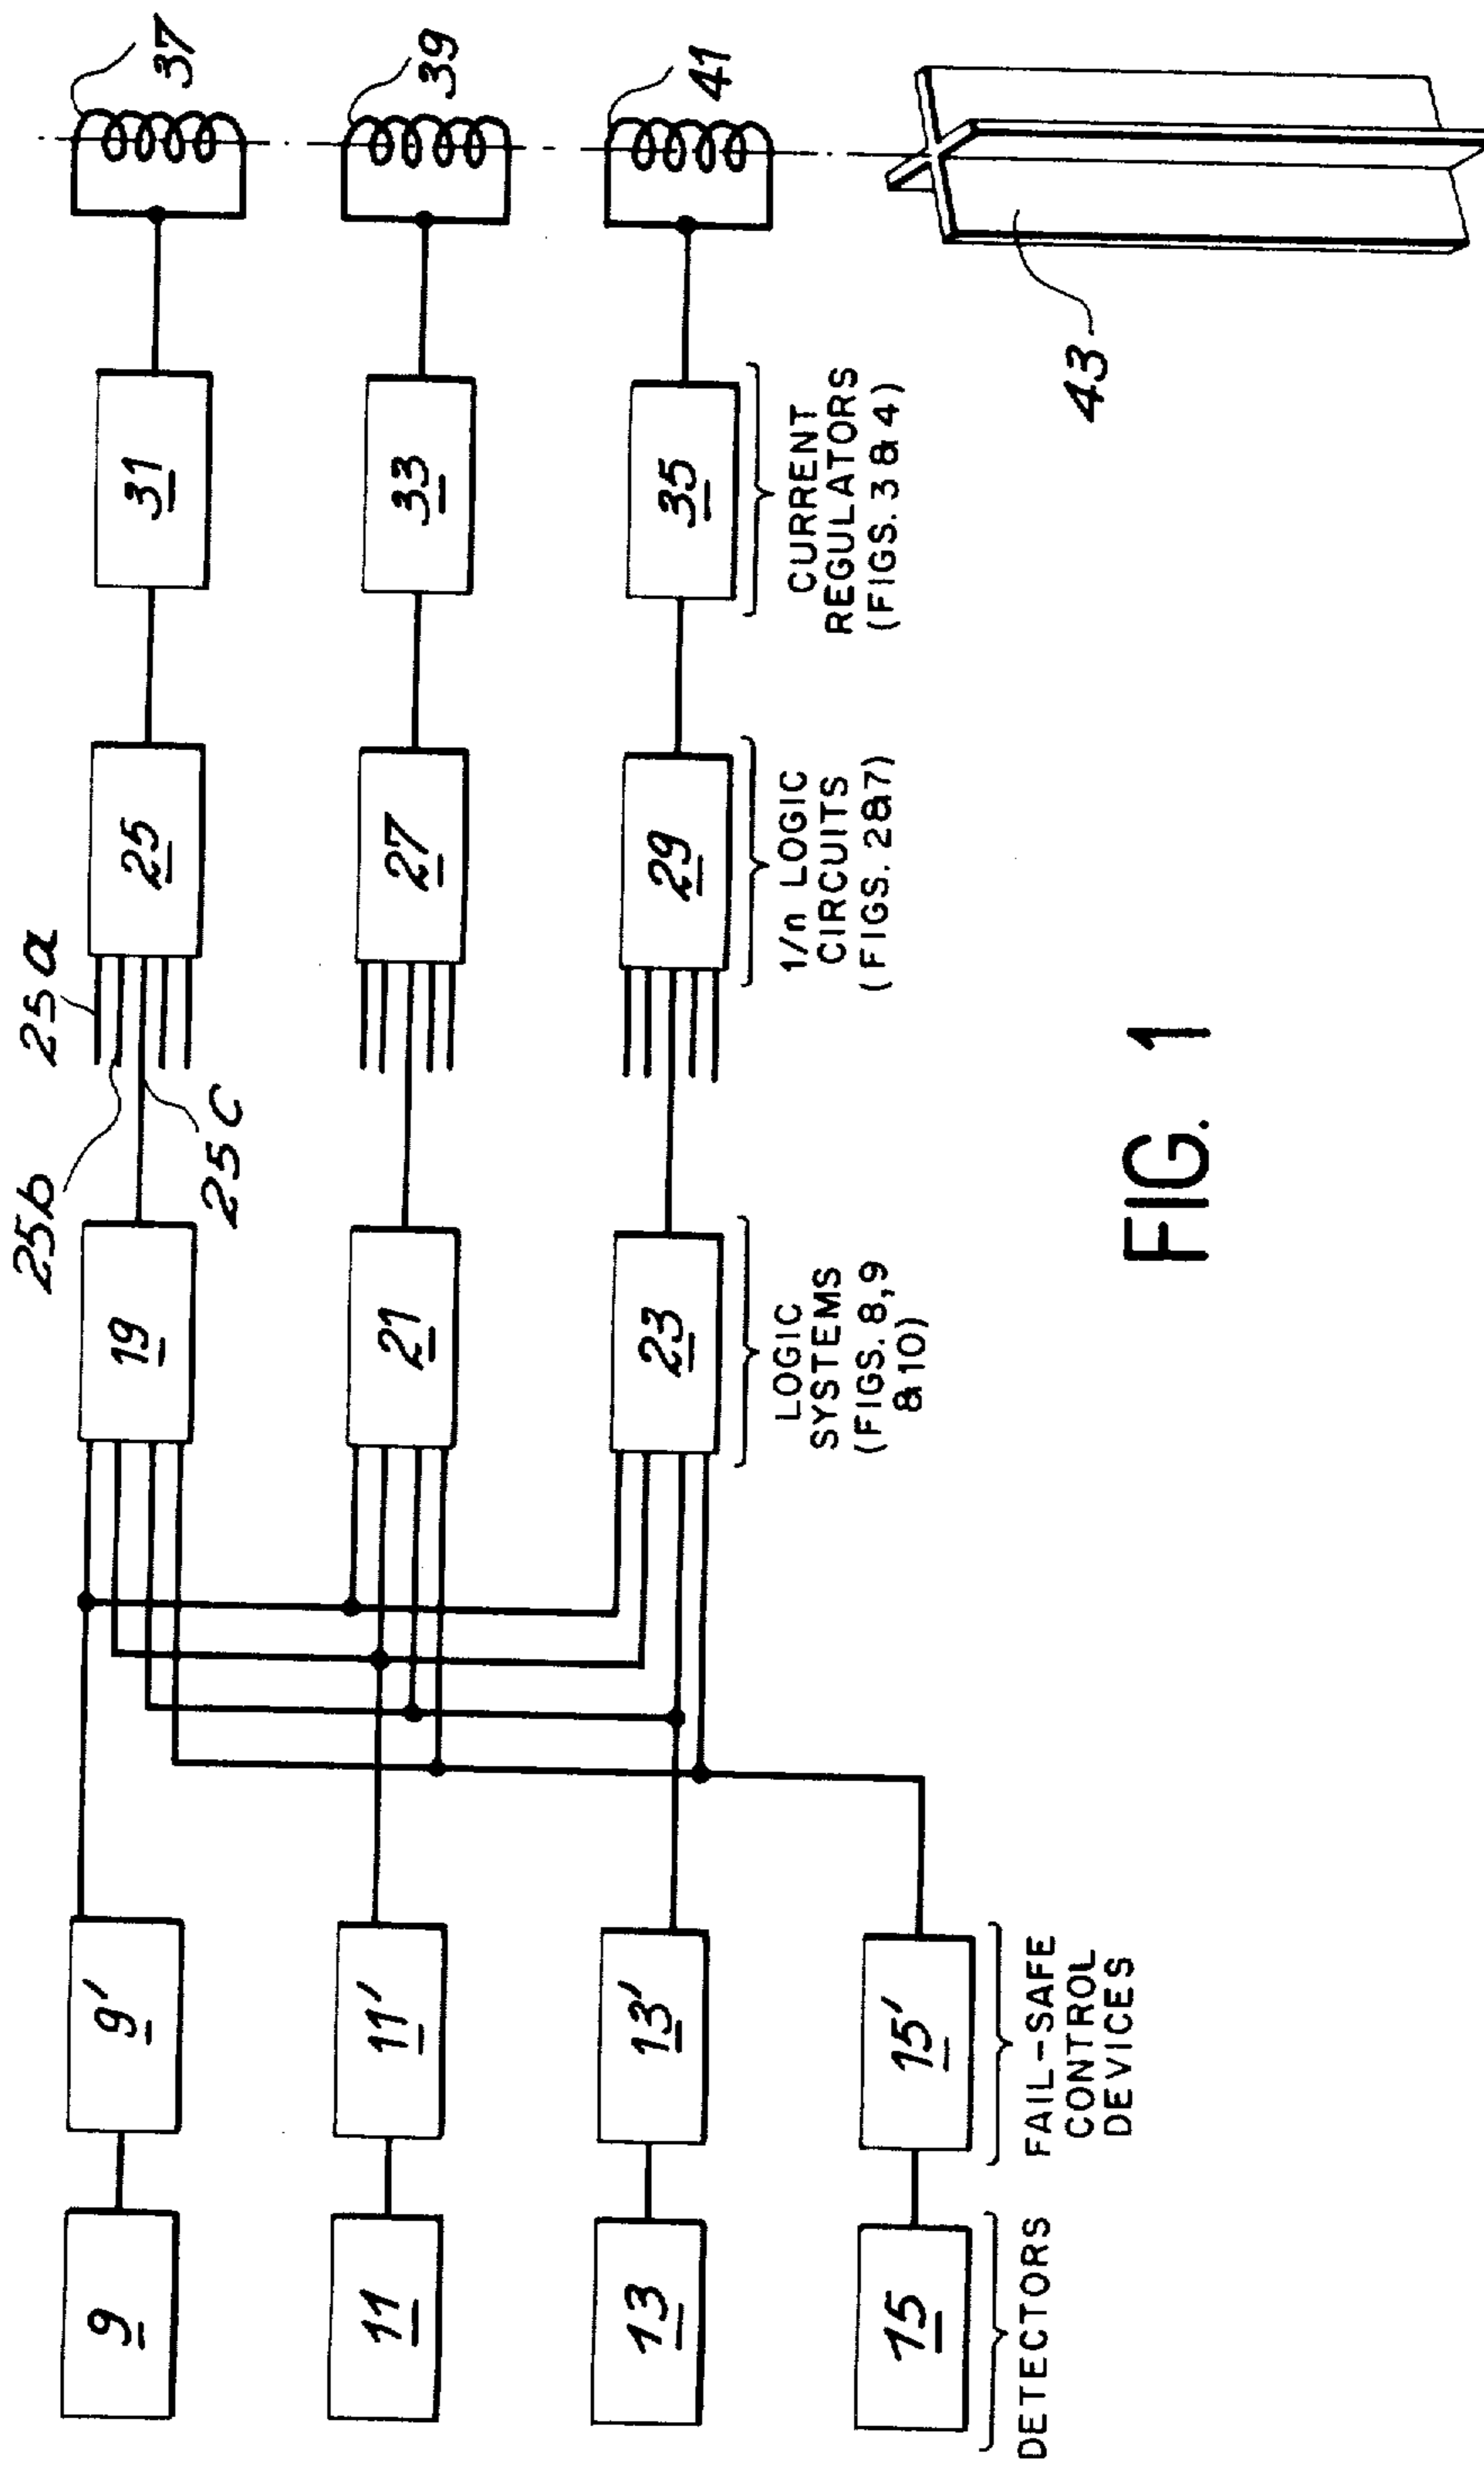 9
9'
19
25b
25a
25c
25
31
37
11
11'
21
27
33
39
13
13'
23
29
35
41
15
15'
43
DETECTORS
FAIL-SAFE
CONTROL
DEVICES
LOGIC
SYSTEMS
(FIGS. 8,9
& 10)
1/n LOGIC
CIRCUITS
(FIGS. 2&7)
CURRENT
REGULATORS
(FIGS. 3 & 4)
FIG. 1